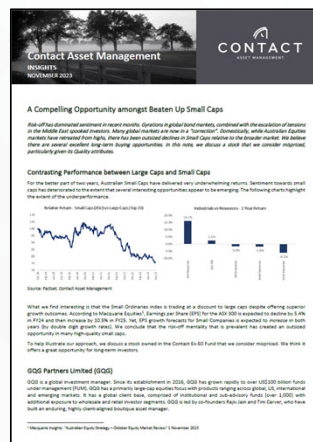 Contact Asset Management
INSIGHTS
NOVEMBER 2023
CONTACT
ASSET MANAGEMENT
A Compelling Opportunity amongst Beaten Up Small Caps
Risk-off has dominated sentiment in recent months. Gyrations in global bond markets, combined with the escalation of tensions
in the Middle East spooked investors. Many global markets are now in a "correction". Domestically, while Australian Equities
markets have retreated from highs, there has been outsized declines in Small Caps relative to the broader market. We believe
there are several excellent long-term buying opportunities. In this note, we discuss a stock that we consider mispriced,
particularly given its Quality attributes.
Contrasting Performance between Large Caps and Small Caps
For the better part of two years, Australian Small Caps have delivered very underwhelming returns. Sentiment towards small
caps has deteriorated to the extent that several interesting opportunities appear to be emerging. The following charts highlight
the extent of the underperformance.
Relative Return - Small Caps
Industrials vs Resources - 1 Year Return
Source: FactSet, Contact Asset Management
What we find interesting is that the Small Ordinaries Index is trading at a discount to large caps despite offering superior
growth outcomes. According to Macquarie Equities¹, Earnings per Share (EPS) for the ASX 300 is expected to decline by 5.4%
in FY24 and then increase by 10.5% in FY25. Yet, EPS growth forecasts for Small Companies is expected to increase in both
years (by double digit growth rates). We conclude that the risk-off mentality that is prevalent has created an outsized
opportunity in many high-quality small caps.
To help illustrate our approach, we discuss a stock owned in the Contact Ex-50 Fund that we consider mispriced. We think it
offers a great opportunity for long-term investors.
GQG Partners Limited (GQG)
GQG is a global investment manager. Since its establishment in 2016, GQG has grown rapidly to over US$100 billion funds
under management (FUM). GQG has a primarily large-cap equities focus with products ranging across global, US, international
and emerging markets. It has a global client base, comprised of institutional and sub-advisory funds (over 1,000) with
additional exposure to wholesale and retail investor segments. GQG is led by co-founders Rajiv Jain and Tim Carver, who have
built an enduring, highly client-aligned boutique asset manager.
¹ Macquarie Insights: "Australian Equity Strategy – October Equity Market Review" 1 November 2023